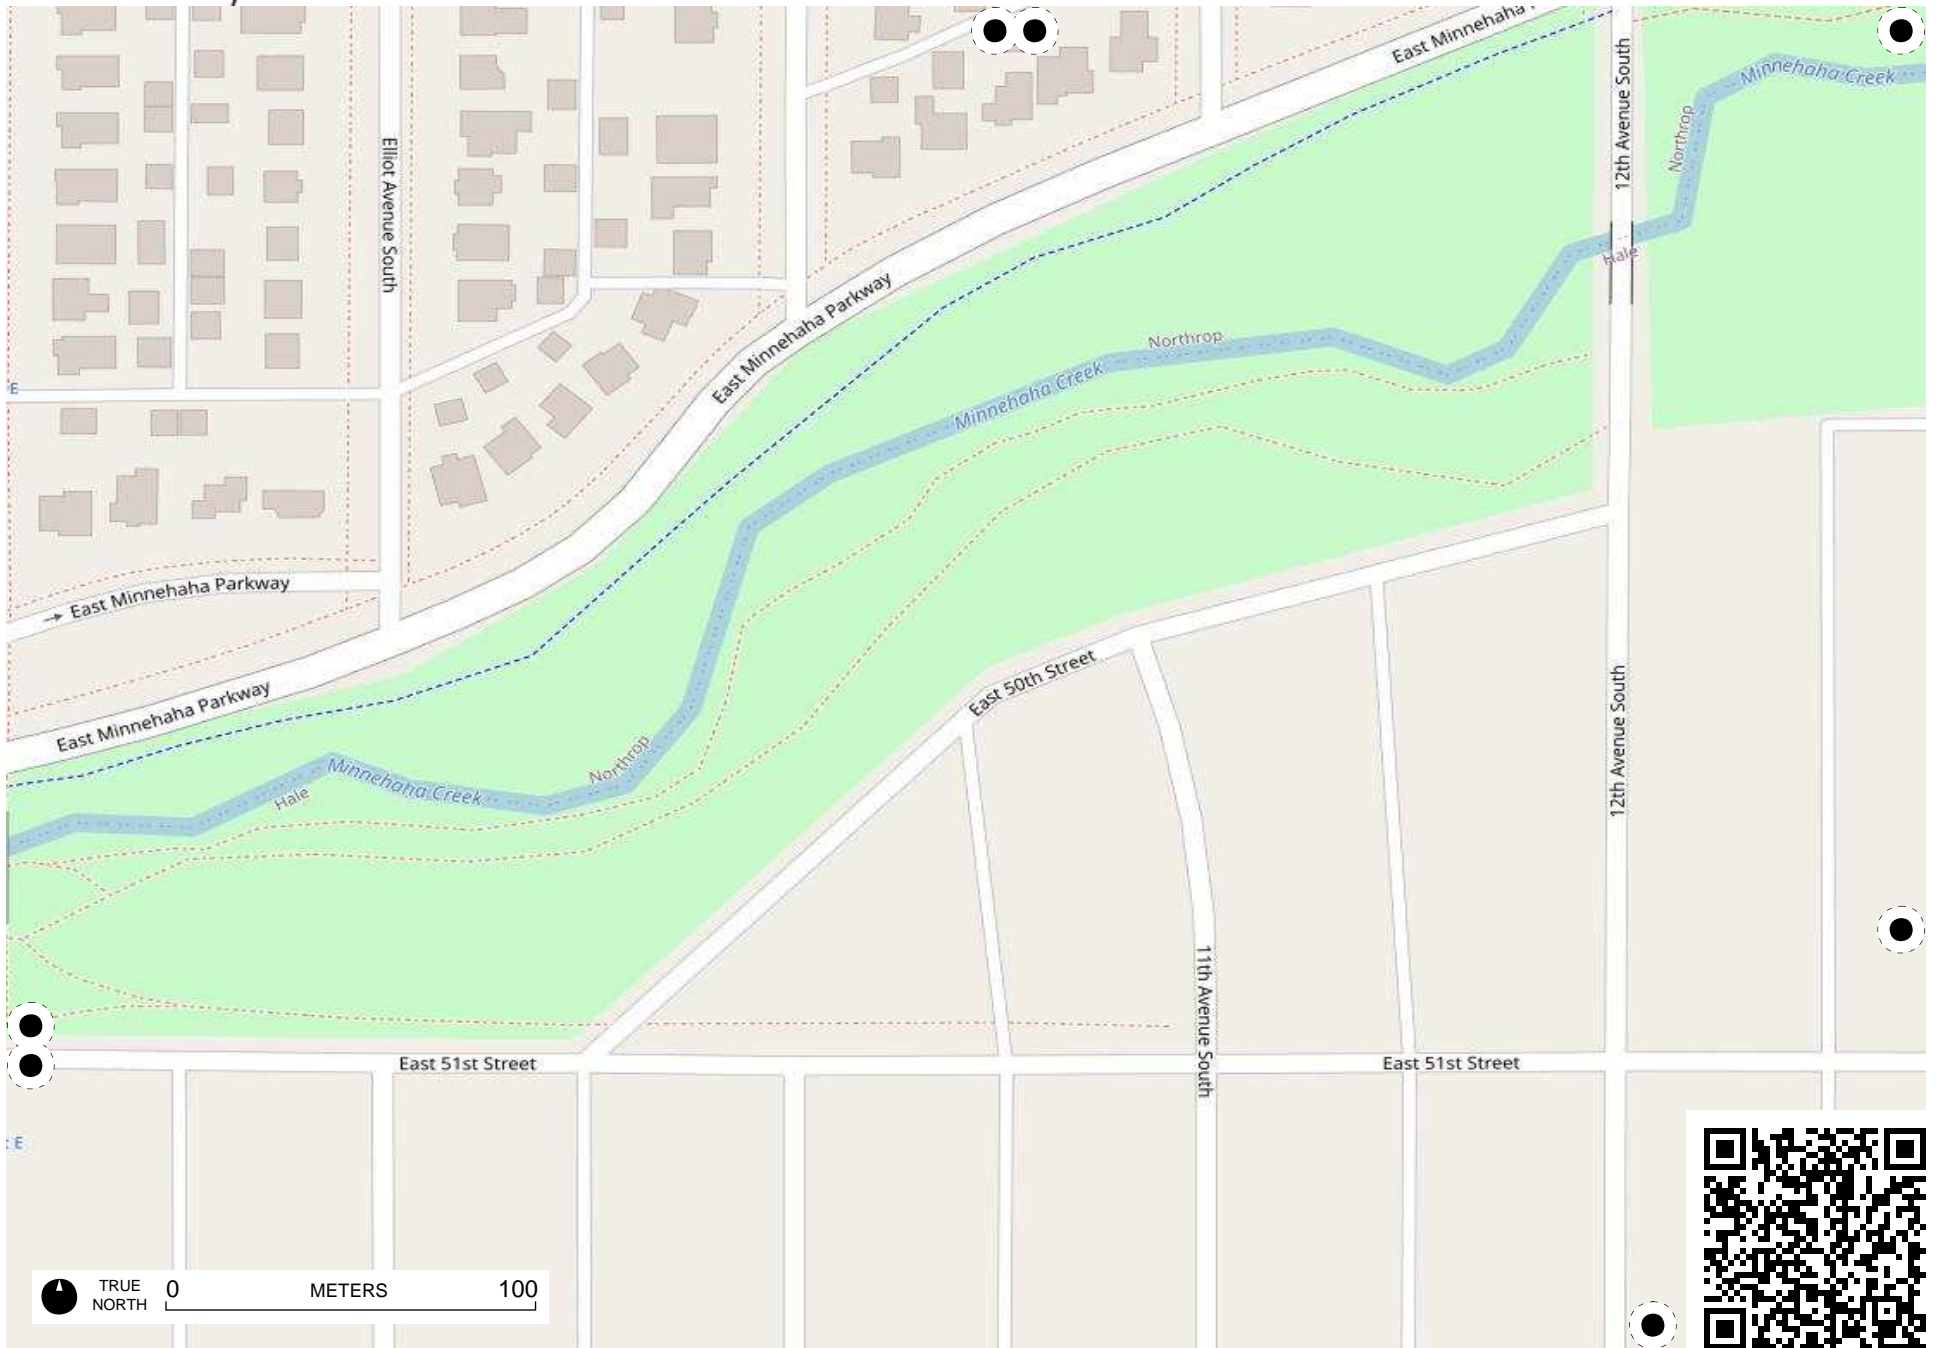 East Minnehaha
12th Avenue South
Minnehaha Creek
Northrop
Elliot Avenue South
Hale
East Minnehaha Parkway
Northrop
Minnehaha Creek
E
East Minnehaha Parkway
East 50th Street
East Minnehaha Parkway
12th Avenue South
Northrop
Minnehaha Creek
Hale
11th Avenue South
East 51st Street
East 51st Street
E
TRUE NORTH
0 METERS 100